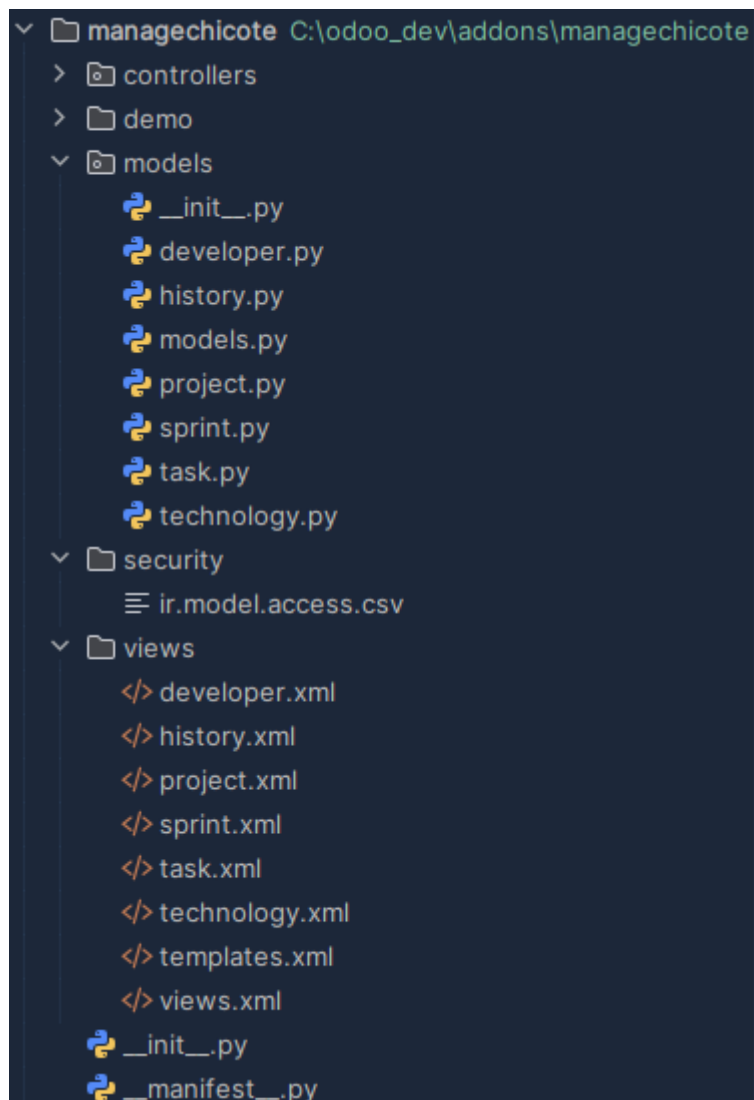 managechicote C:\odoo_dev\addons\managechicote
controllers
demo
models
__init__.py
developer.py
history.py
models.py
project.py
sprint.py
task.py
technology.py
security
ir.model.access.csv
views
developer.xml
history.xml
project.xml
sprint.xml
task.xml
technology.xml
templates.xml
views.xml
__init__.py
__manifest__.py